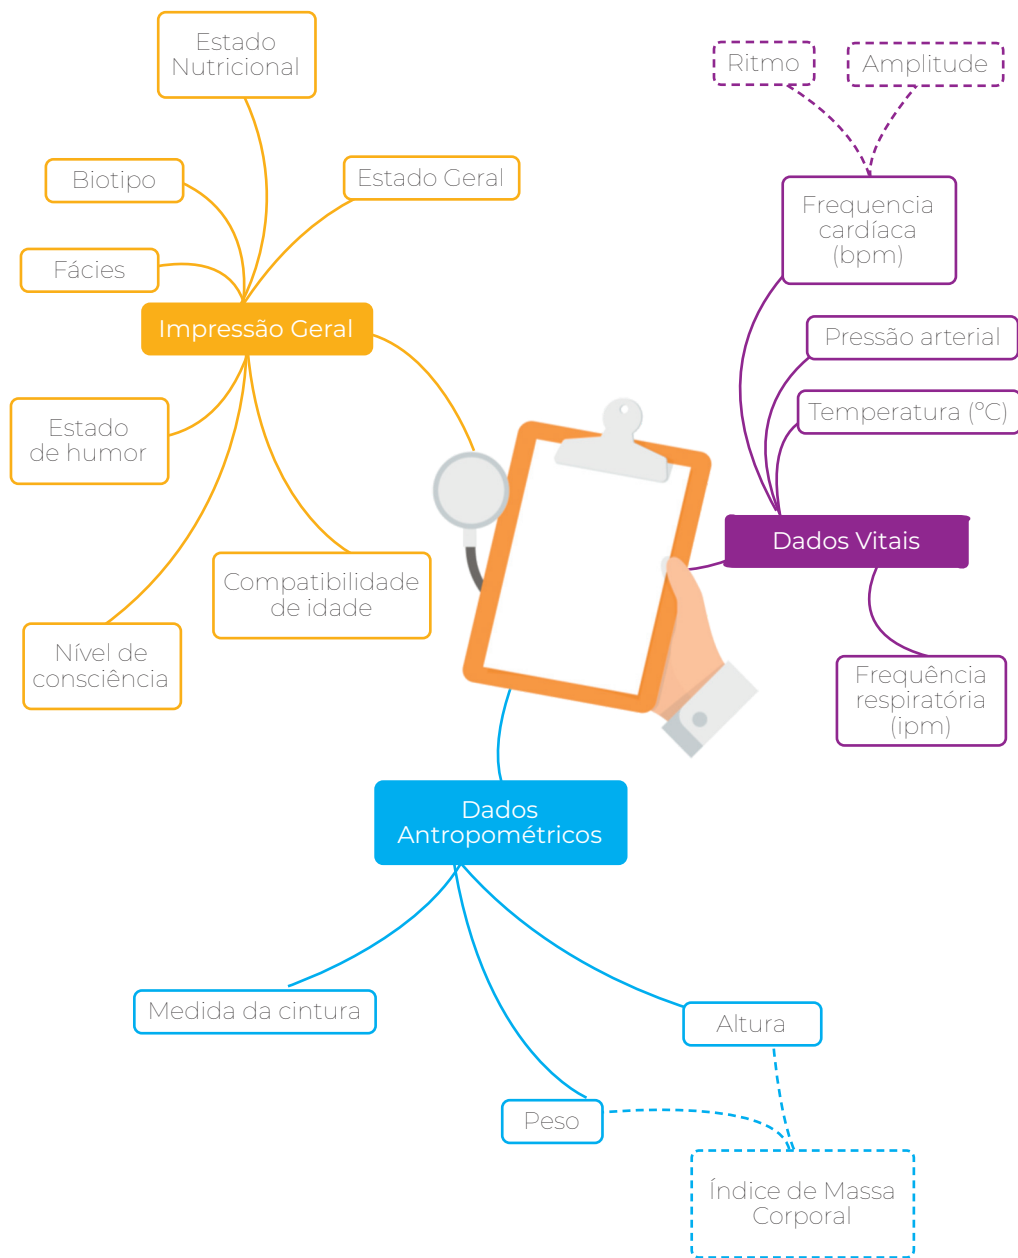 Estado
Nutricional
Biotipo
Estado Geral
Fácies
Impressão Geral
Estado
de humor
Compatibilidade
de idade
Nível de
consciência
Ritmo
Amplitude
Frequencia
cardíaca
(bpm)
Pressão arterial
Temperatura (ºC)
Dados Vitais
Frequência
respiratória
(ipm)
Dados
Antropométricos
Medida da cintura
Altura
Peso
Índice de Massa
Corporal